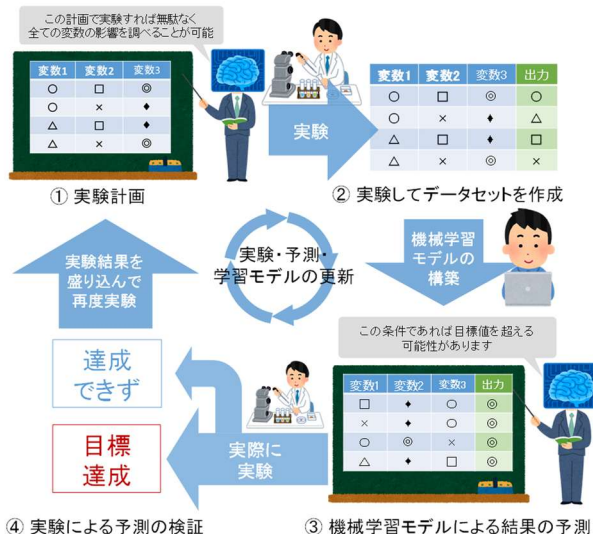 この計画で実験すれば無駄なく
全ての変数の影響を調べることが可能
変数1 変数2 変数3
○ □ ◎
○ × ♦
△ □ ♦
△ × ◎
① 実験計画
実験
変数1 変数2 変数3 出力
○ □ ◎ ○
○ × ♦ △
△ □ ♦ □
△ × ◎ ×
② 実験してデータセットを作成
実験結果を
盛り込んで
再度実験
実験・予測・
学習モデルの更新
機械学習
モデルの
構築
この条件であれば目標値を超える
可能性があります
変数1 変数2 変数3 出力
□ ♦ ○ ◎
× ♦ ○ ◎
○ ◎ × ◎
△ ♦ □ ◎
③ 機械学習モデルによる結果の予測
実際に
実験
達成
できず
目標
達成
④ 実験による予測の検証